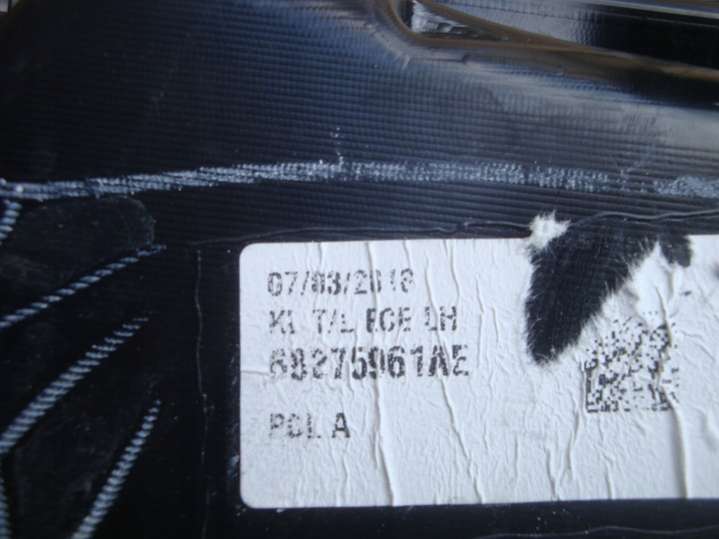 07/03/2018
KL T/L ECE LH
68275961AE
PCL A